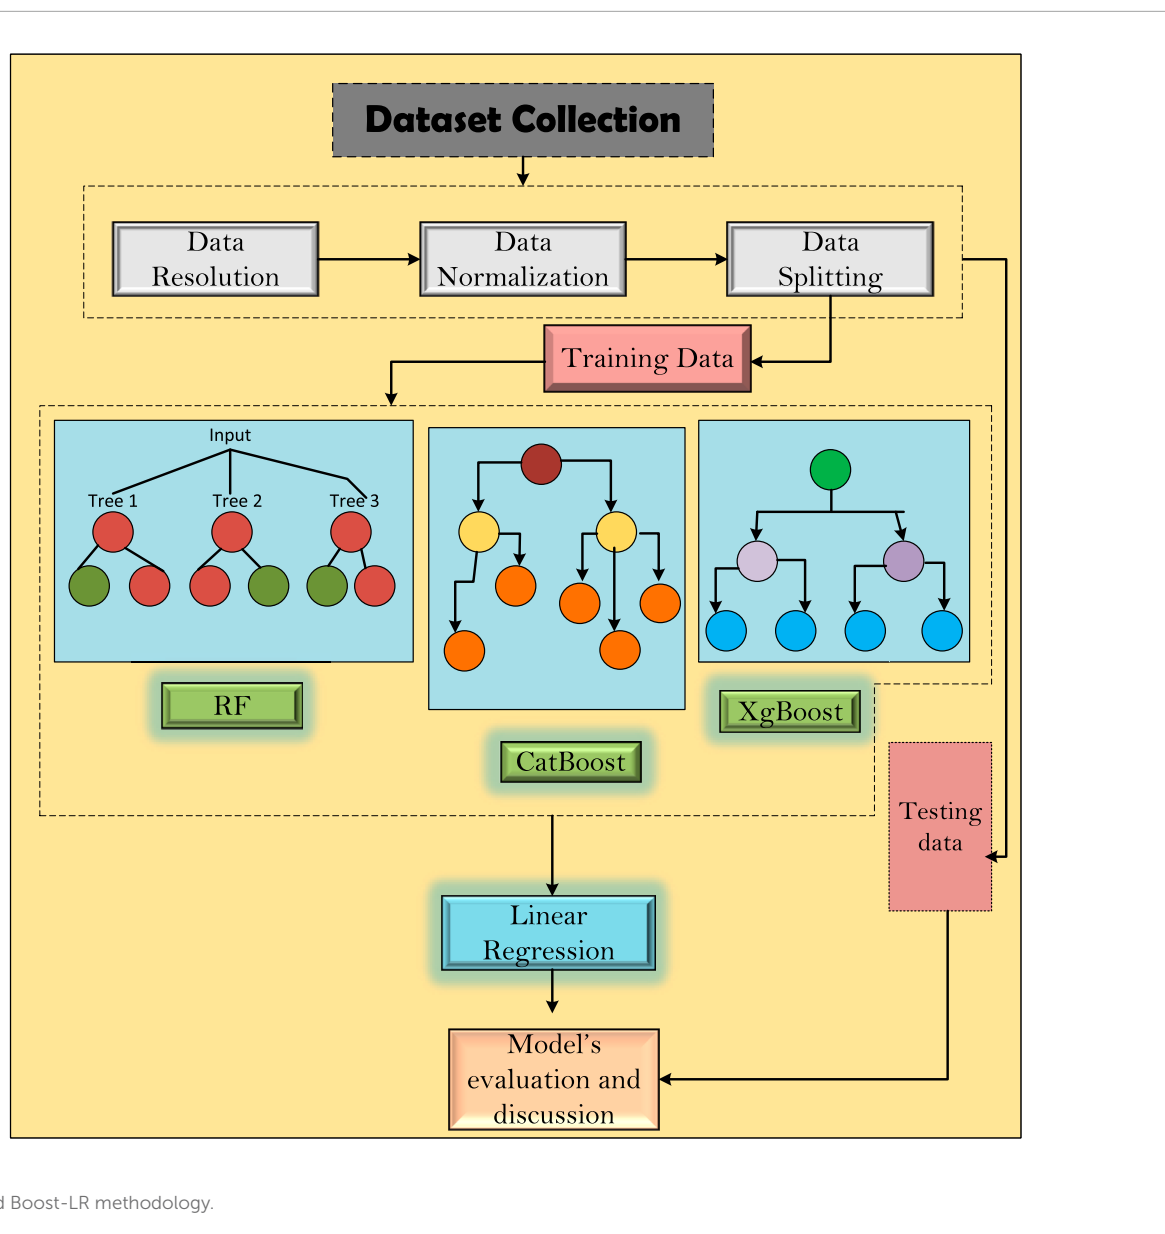 Dataset Collection
Data
Resolution
Data
Normalization
Data
Splitting
Training Data
Input
Tree 1
Tree 2
Tree 3
RF
CatBoost
XgBoost
Testing
data
Linear
Regression
Model’s
evaluation and
discussion
Boost-LR methodology.